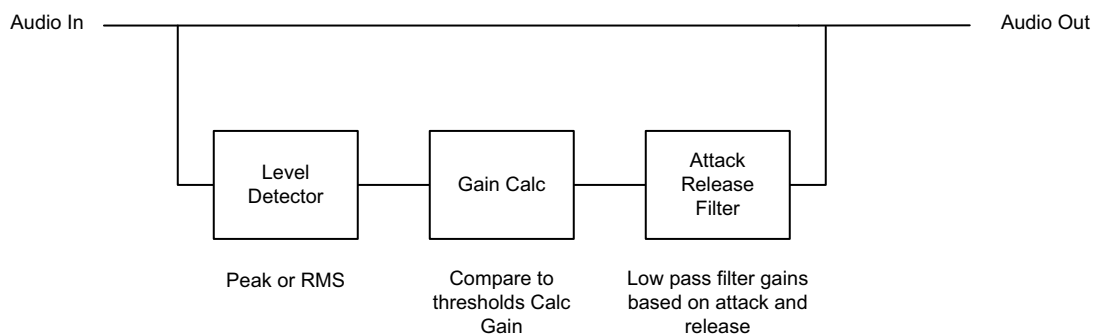 Audio In
Audio Out
Level
Detector
Gain Calc
Attack
Release
Filter
Peak or RMS
Compare to
thresholds Calc
Gain
Low pass filter gains
based on attack and
release